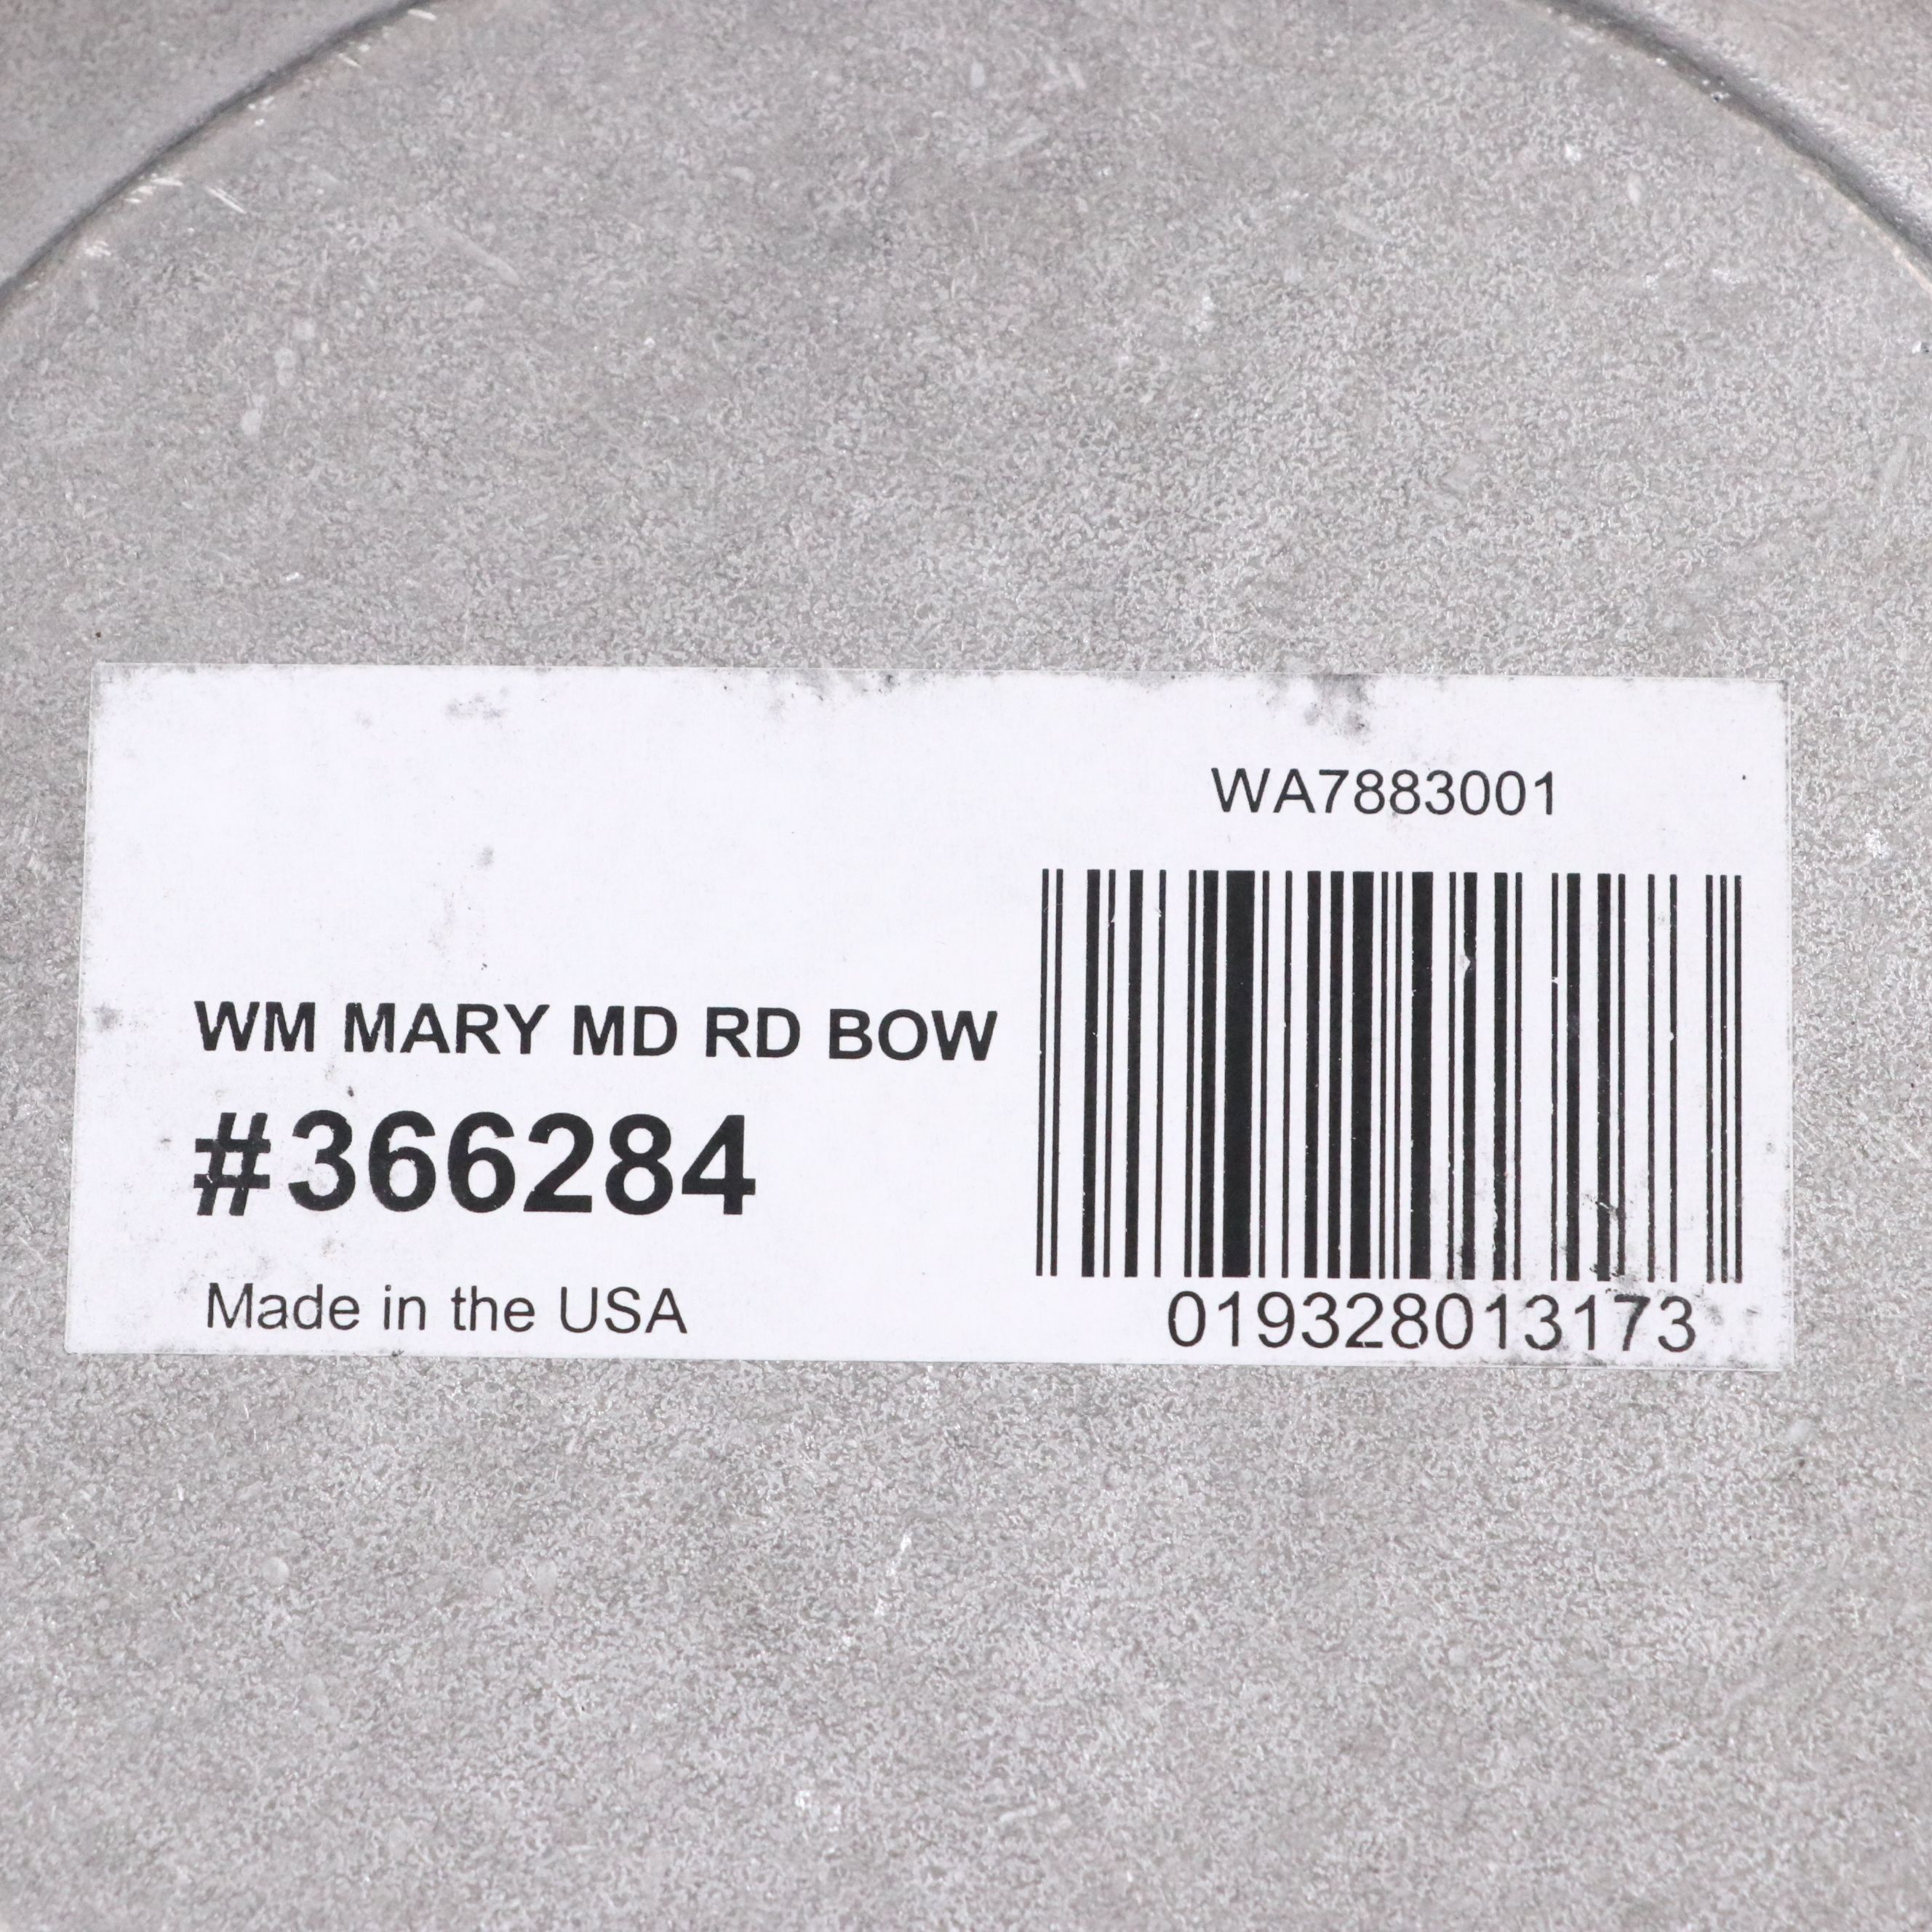 WA7883001
WM MARY MD RD BOW
#366284
Made in the USA
019328013173